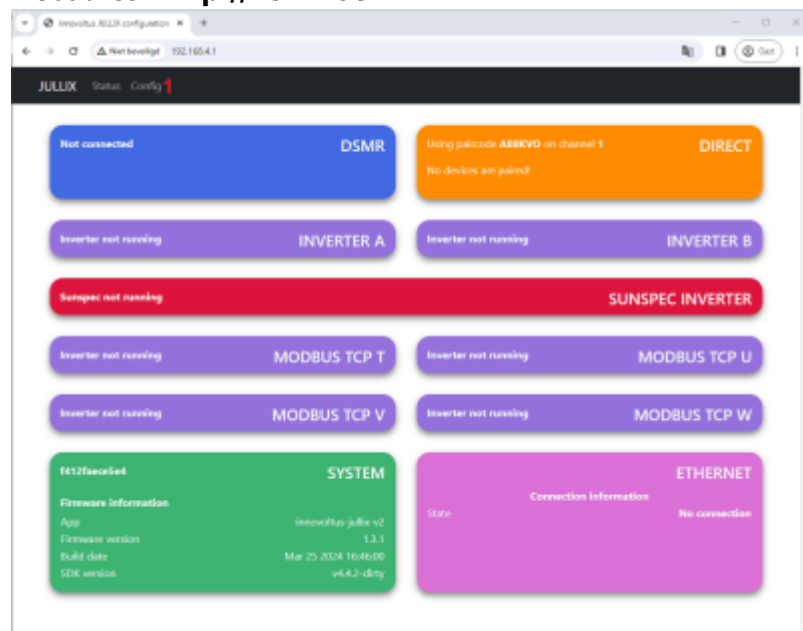 Innovoltus JULLIX configuration
Niet beveiligd 192.168.4.1
Gast
JULLIX Status Config 1
Not connected DSMR
Using paircode A88KVD on channel 1 DIRECT
No devices are paired!
Inverter not running INVERTER A
Inverter not running INVERTER B
Sunspec not running SUNSPEC INVERTER
Inverter not running MODBUS TCP T
Inverter not running MODBUS TCP U
Inverter not running MODBUS TCP V
Inverter not running MODBUS TCP W
f412faece5e4 SYSTEM
Firmware information
App innovoltus-jullix-v2
Firmware version 1.3.1
Build date Mar 25 2024 16:46:00
SDK version v4.4.2-dirty
ETHERNET
Connection information
State No connection